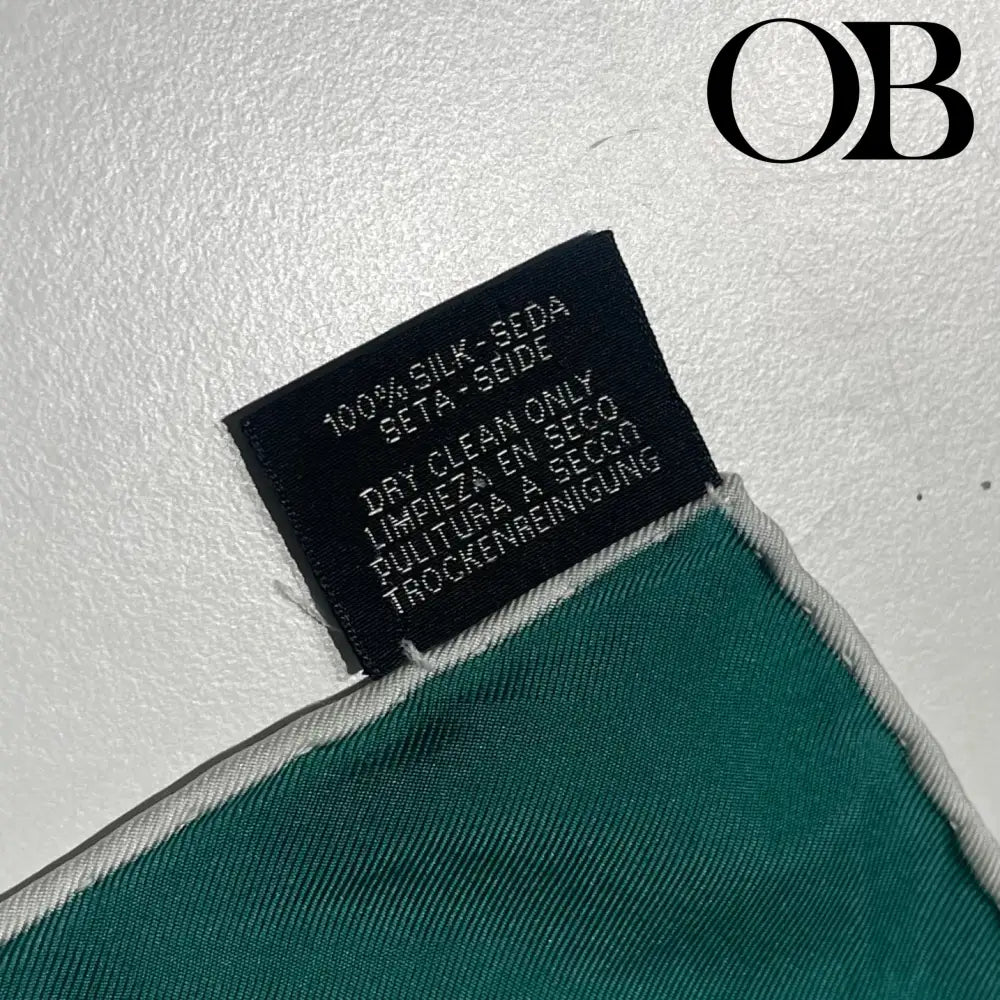 OB
100% SILK-SEDA
SETA-SEIDE
DRY CLEAN ONLY
LIMPIEZA EN SECO
PULITURA A SECCO
TROCKENREINIGUNG